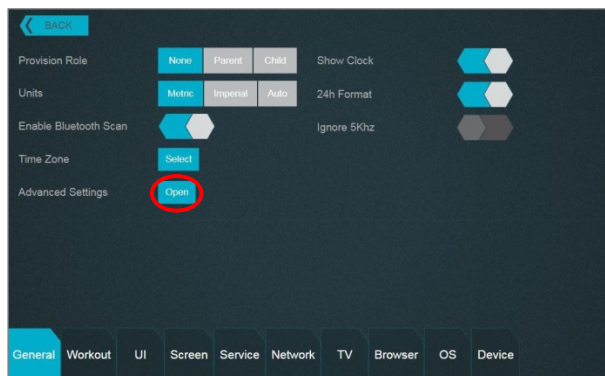 BACK
Provision Role None Parent Child Show Clock
Units Metric Imperial Auto 24h Format
Enable Bluetooth Scan Ignore 5Khz
Time Zone Select
Advanced Settings Open
General Workout UI Screen Service Network TV Browser OS Device